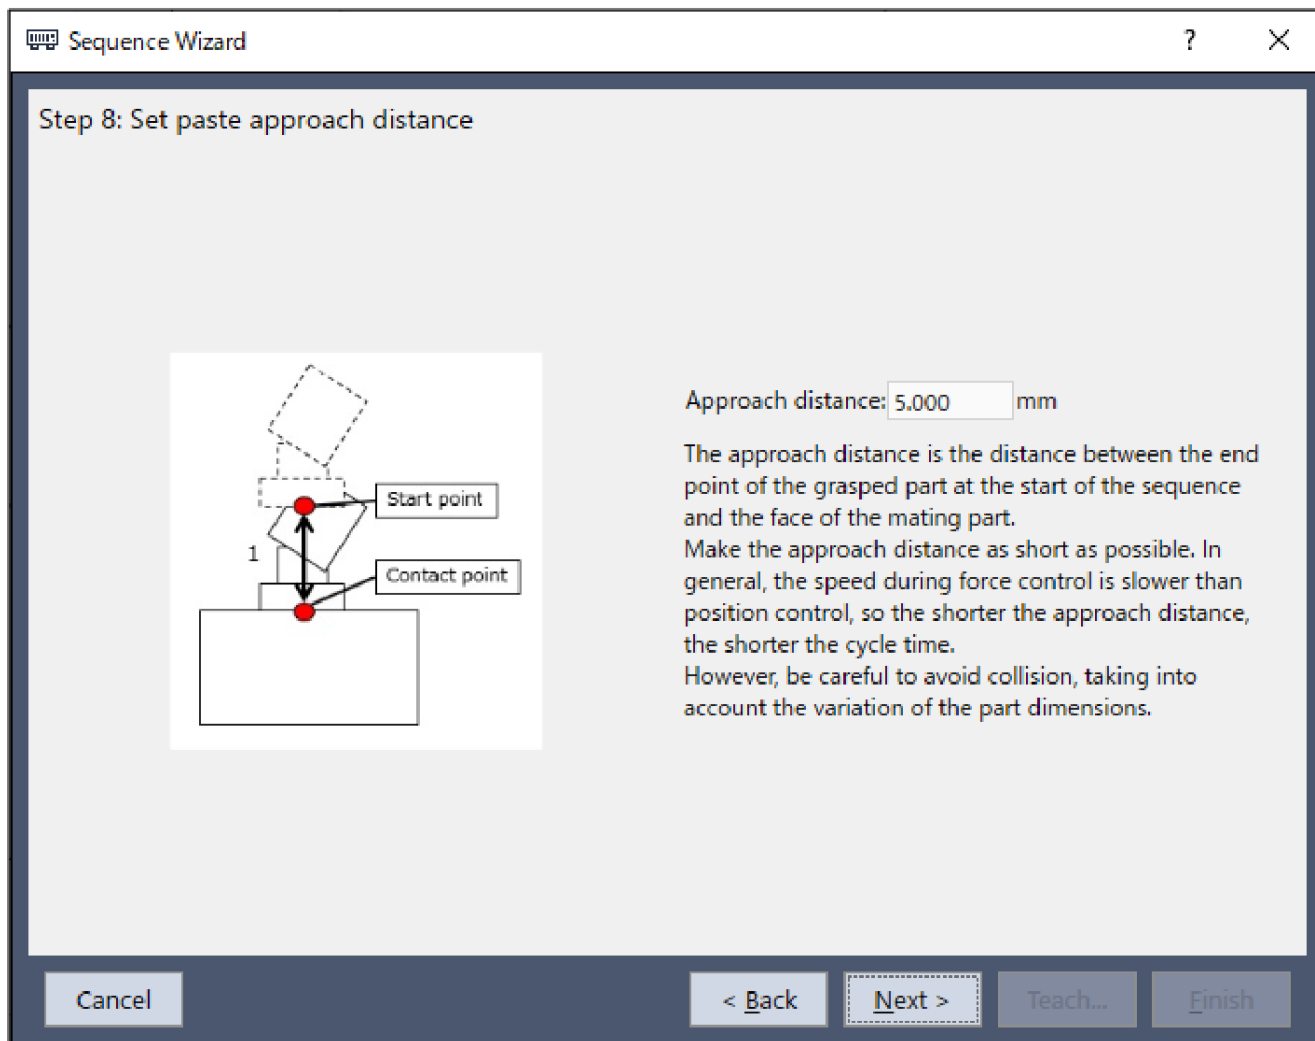 Sequence Wizard
?
Step 8: Set paste approach distance
Start point
1
Contact point
Approach distance: 5.000 mm
The approach distance is the distance between the end
point of the grasped part at the start of the sequence
and the face of the mating part.
Make the approach distance as short as possible. In
general, the speed during force control is slower than
position control, so the shorter the approach distance,
the shorter the cycle time.
However, be careful to avoid collision, taking into
account the variation of the part dimensions.
Cancel
< Back
Next >
Teach...
Finish